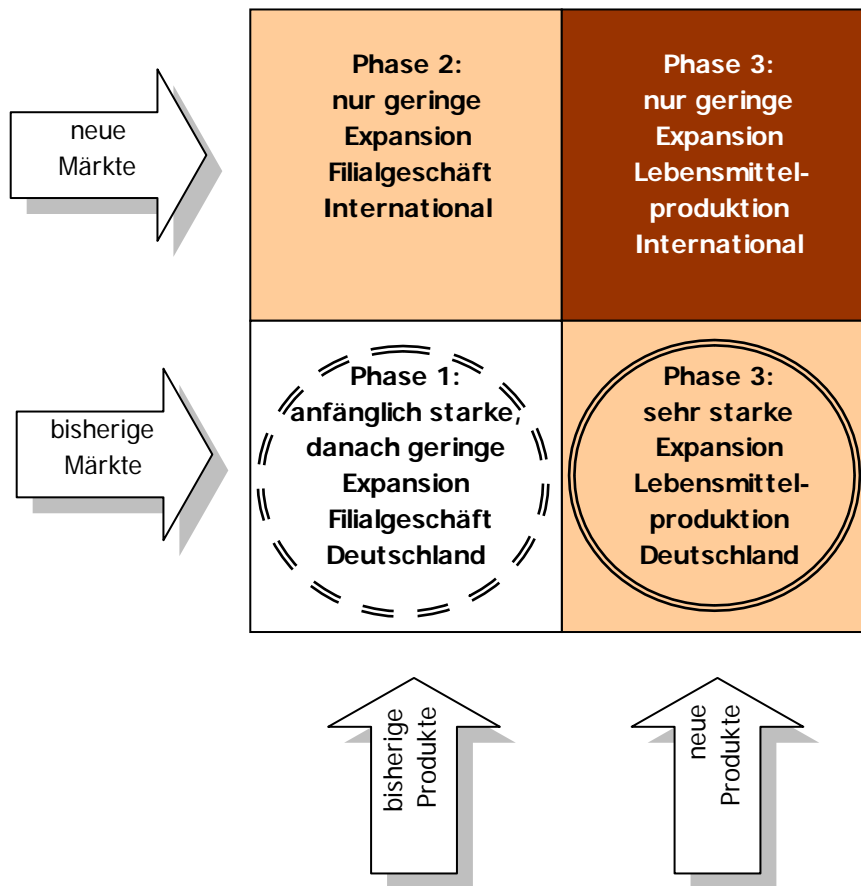 neue
Märkte
Phase 2:
nur geringe
Expansion
Filialgeschäft
International
Phase 3:
nur geringe
Expansion
Lebensmittel-
produktion
International
bisherige
Märkte
Phase 1:
anfänglich starke,
danach geringe
Expansion
Filialgeschäft
Deutschland
Phase 3:
sehr starke
Expansion
Lebensmittel-
produktion
Deutschland
bisherige
Produkte
neue
Produkte